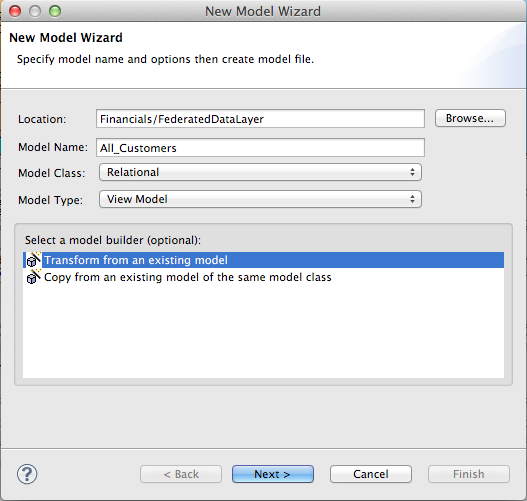 New Model Wizard
New Model Wizard
Specify model name and options then create model file.
Location: Financials/FederatedDataLayer Browse...
Model Name: All_Customers
Model Class: Relational
Model Type: View Model
Select a model builder (optional):
Transform from an existing model
Copy from an existing model of the same model class
? < Back Next > Cancel Finish